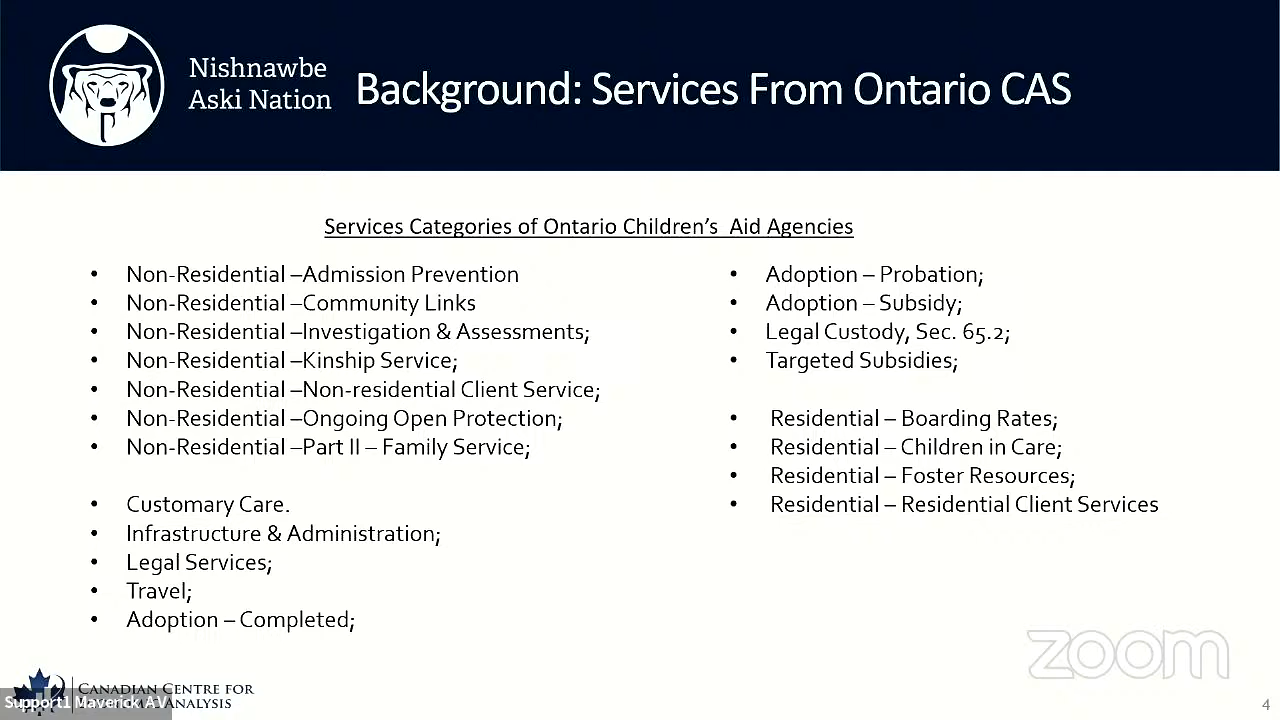 Nishnawbe
Aski Nation
Background: Services From Ontario CAS
Services Categories of Ontario Children’s  Aid Agencies
• Non-Residential –Admission Prevention
• Non-Residential –Community Links
• Non-Residential –Investigation & Assessments;
• Non-Residential –Kinship Service;
• Non-Residential –Non-residential Client Service;
• Non-Residential –Ongoing Open Protection;
• Non-Residential –Part II – Family Service;
• Customary Care.
• Infrastructure & Administration;
• Legal Services;
• Travel;
• Adoption – Completed;
• Adoption – Probation;
• Adoption – Subsidy;
• Legal Custody, Sec. 65.2;
• Targeted Subsidies;
• Residential – Boarding Rates;
• Residential – Children in Care;
• Residential – Foster Resources;
• Residential – Residential Client Services
zoom
Canadian Centre for
Analysis
Support1 Maverick AV
4